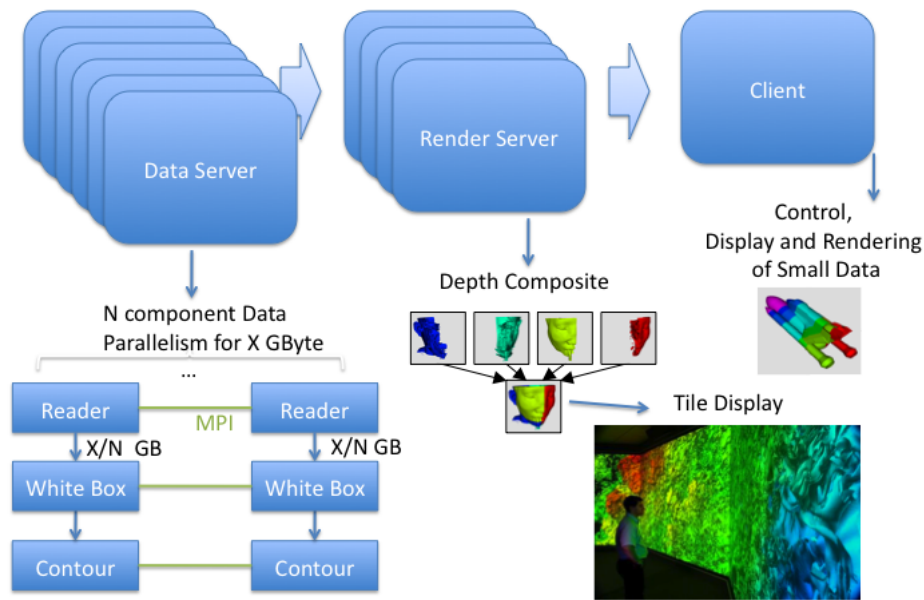 Data Server
Render Server
Client
Control,
Display and Rendering
of Small Data
Depth Composite
N component Data
Parallelism for X GByte
...
Reader
MPI
Reader
X/N GB
X/N GB
White Box
White Box
Contour
Contour
Tile Display